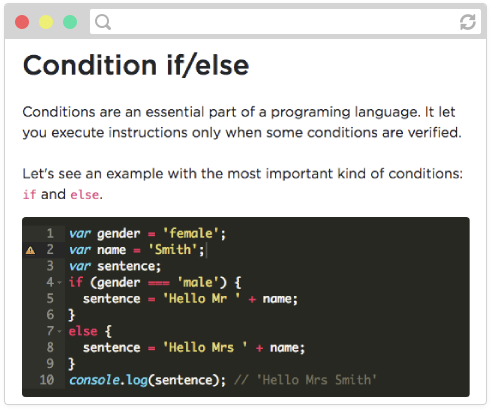 Condition if/else
Conditions are an essential part of a programing language. It let
you execute instructions only when some conditions are verified.
Let's see an example with the most important kind of conditions:
if and else.
1 var gender = 'female';
2 var name = 'Smith';
3 var sentence;
4 if (gender === 'male') {
5 sentence = 'Hello Mr ' + name;
6 }
7 else {
8 sentence = 'Hello Mrs ' + name;
9 }
10 console.log(sentence); // 'Hello Mrs Smith'